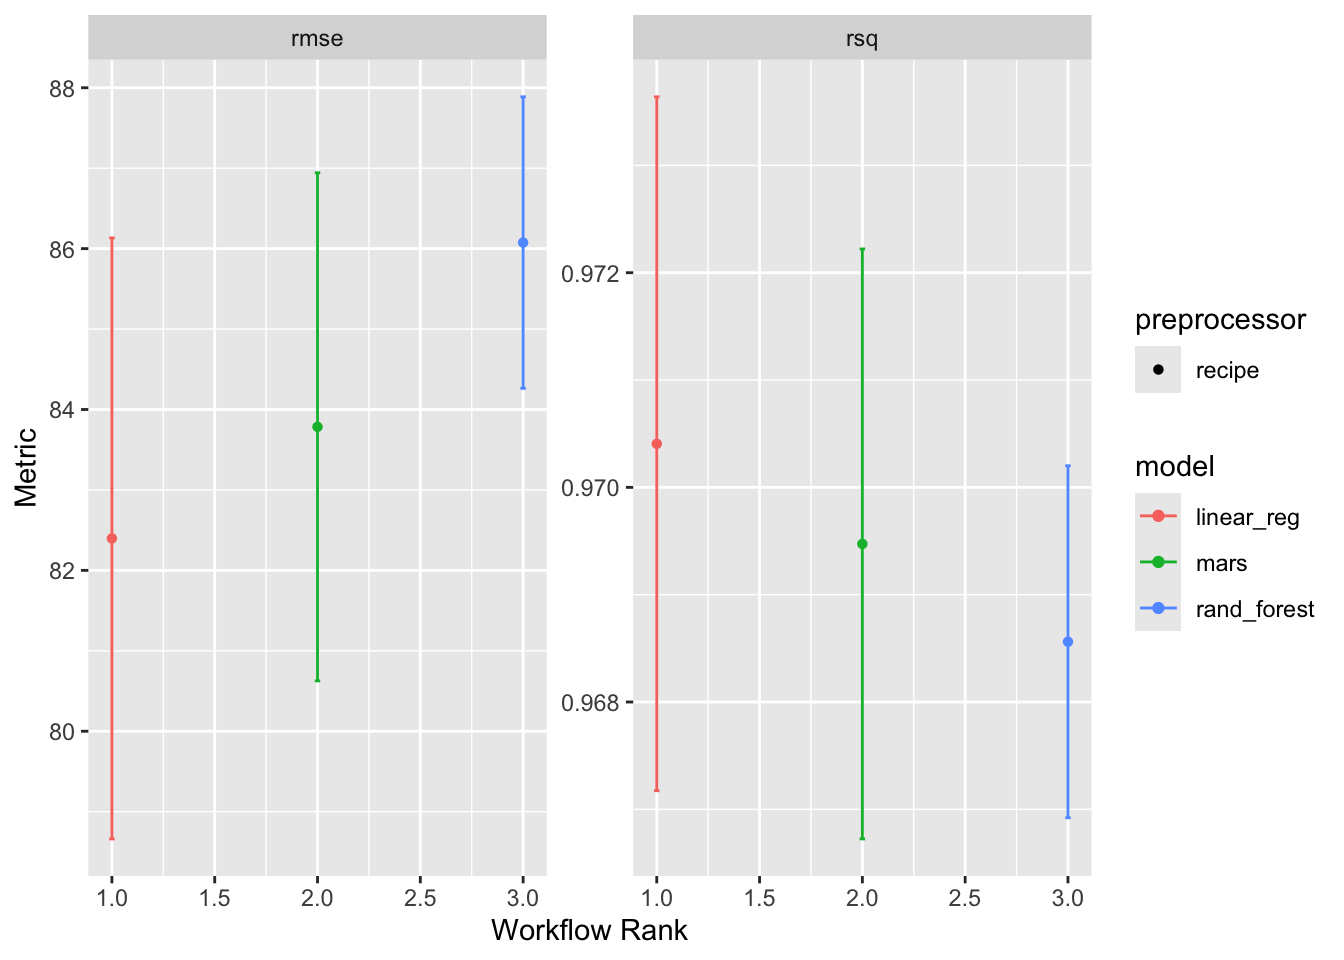 rmse
rsq
88
86
84
82
80
0.972
0.970
0.968
1.0 1.5 2.0 2.5 3.0
1.0 1.5 2.0 2.5 3.0
Metric
Workflow Rank
preprocessor
recipe
model
linear_reg
mars
rand_forest